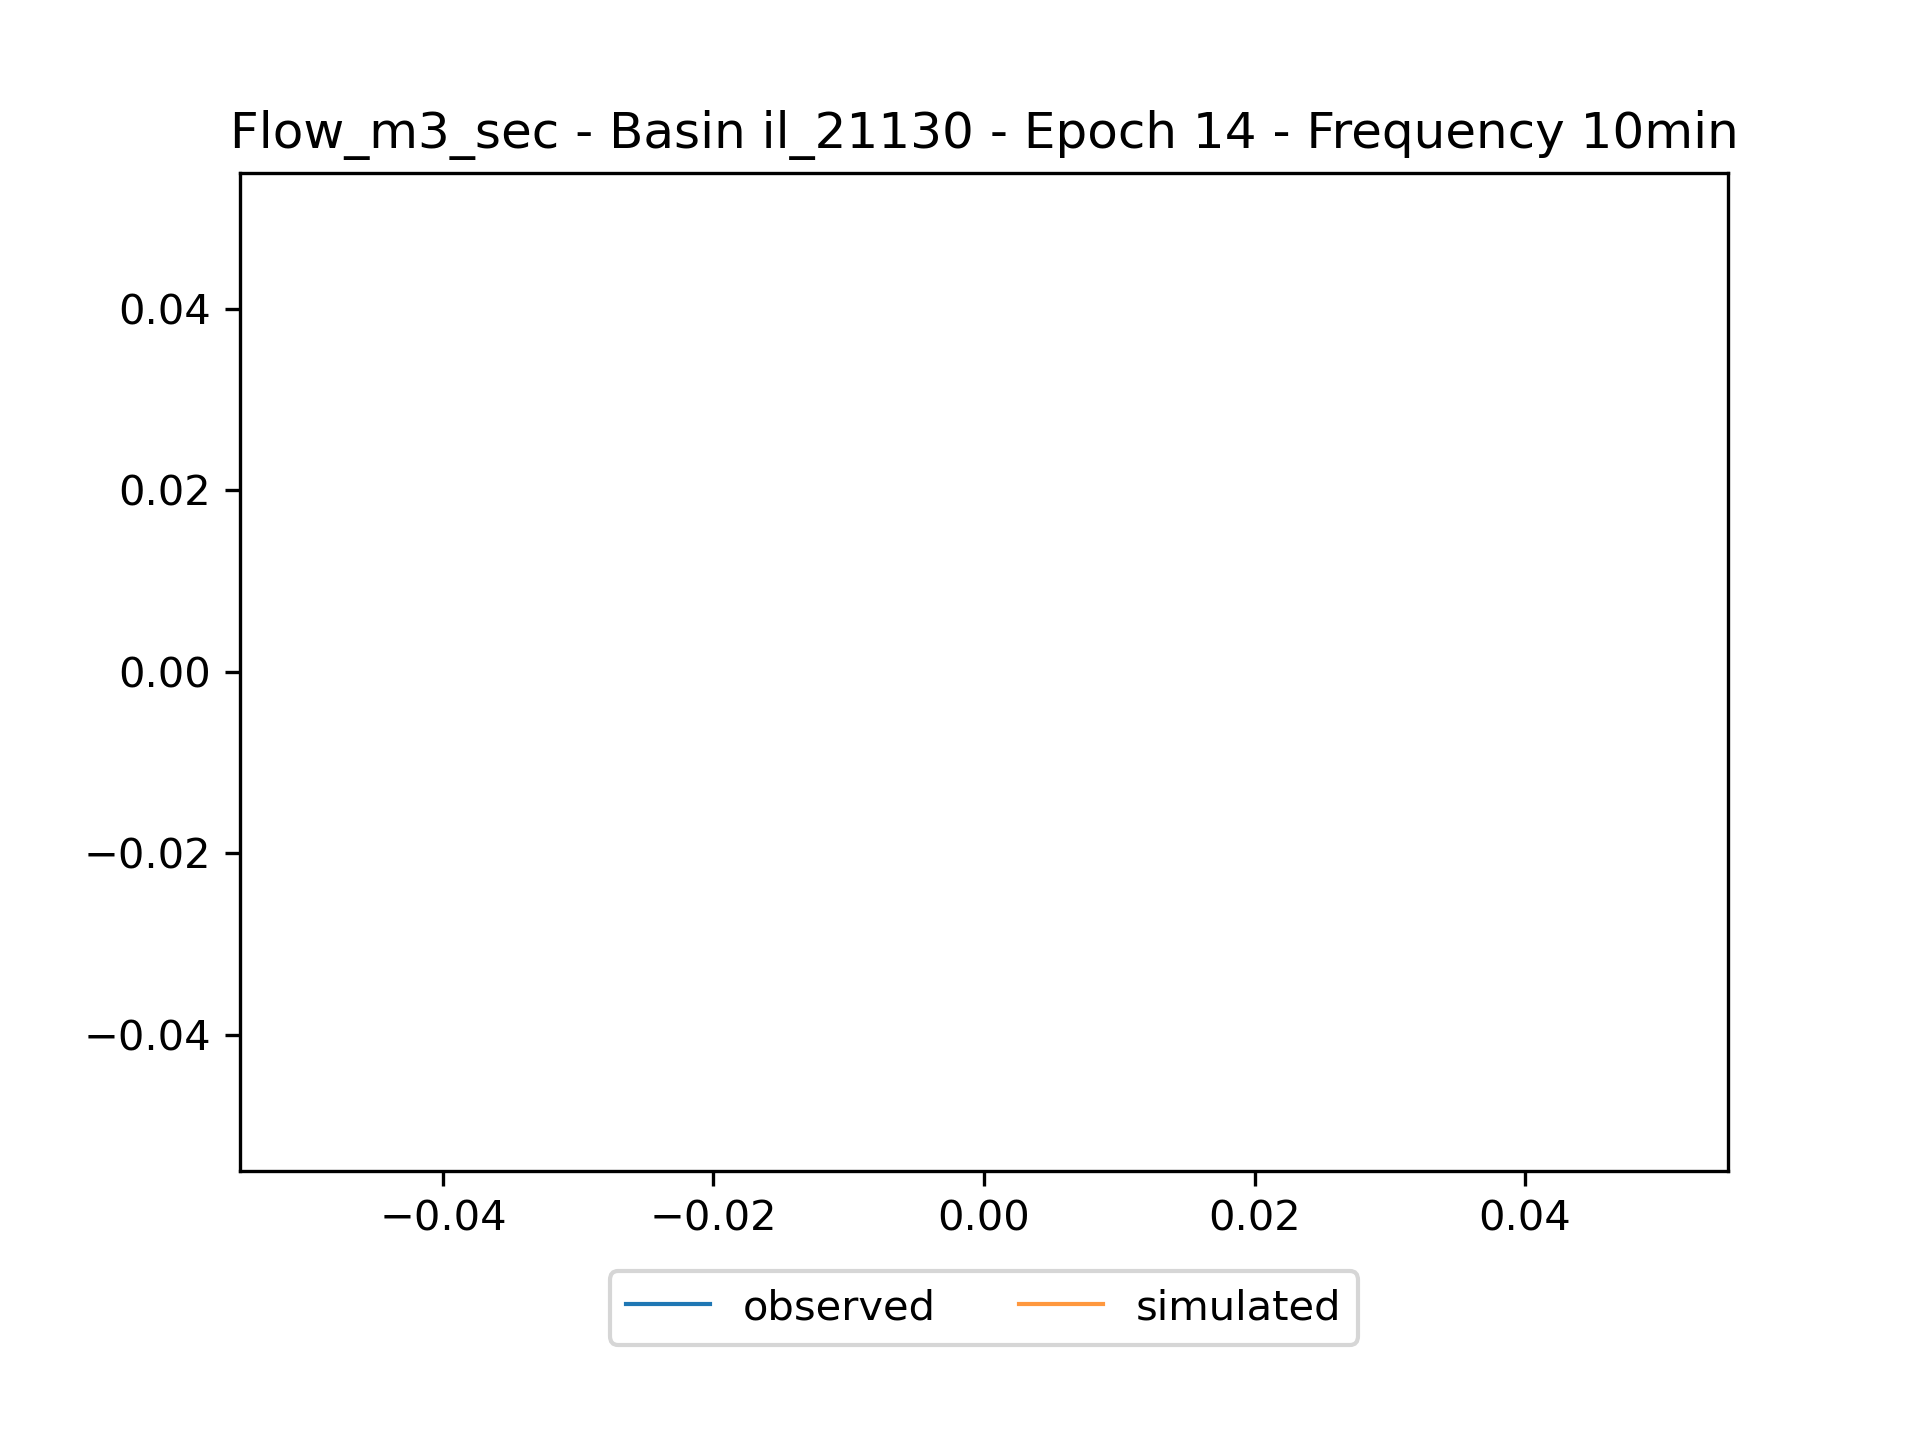 Flow_m3_sec - Basin il_21130 - Epoch 14 - Frequency 10min
0.04
0.02
0.00
−0.02
−0.04
−0.04 −0.02 0.00 0.02 0.04
observed simulated